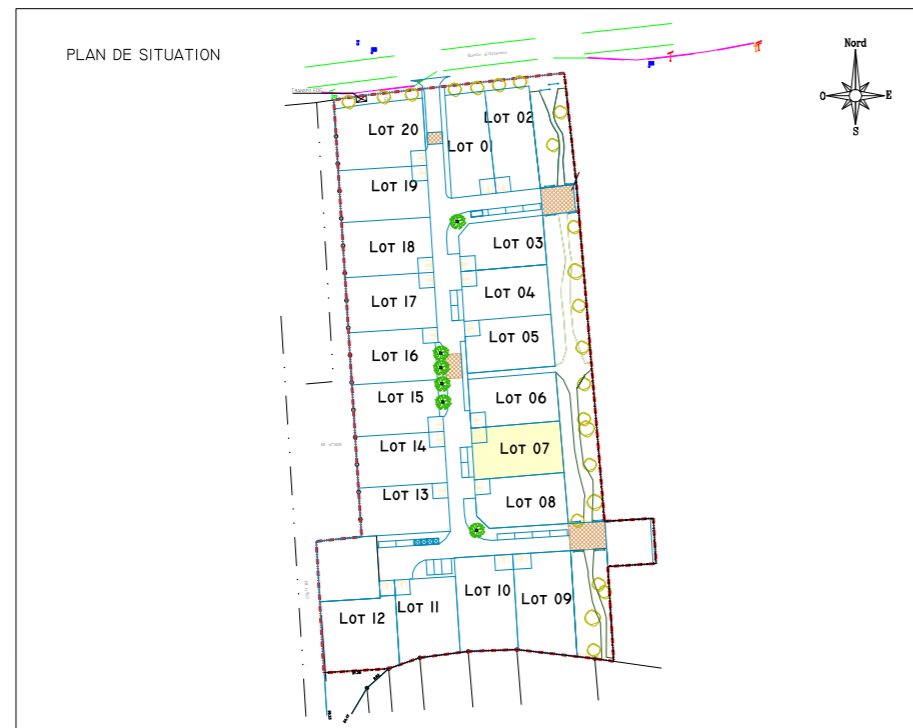 PLAN DE SITUATION
Nord
O
E
S
Lot 20
Lot 01
Lot 02
Lot 19
Lot 18
Lot 03
Lot 17
Lot 04
Lot 05
Lot 16
Lot 15
Lot 06
Lot 14
Lot 07
Lot 13
Lot 08
Lot 12
Lot 11
Lot 10
Lot 09